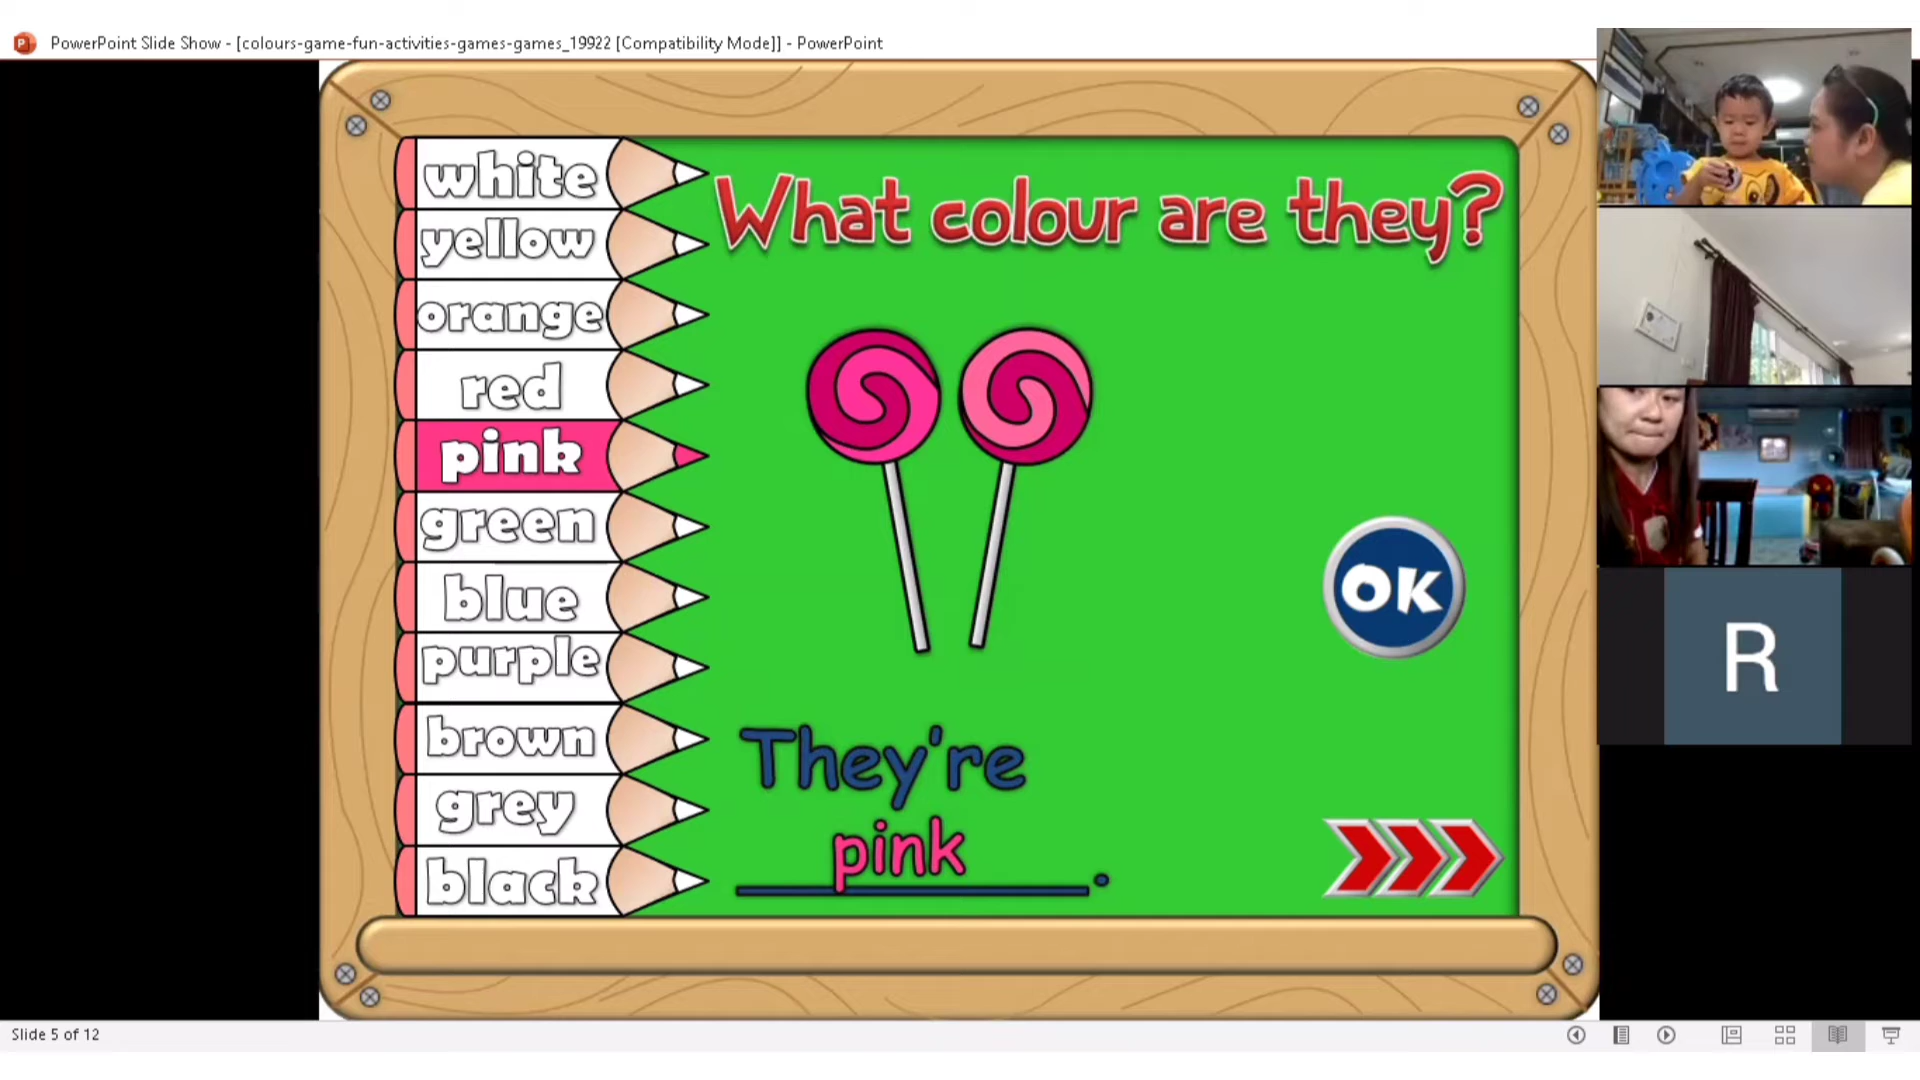 PowerPoint Slide Show - [colours-game-fun-activities-games-games_19922 [Compatibility Mode]] - PowerPoint
white
yellow
orange
red
pink
green
blue
purple
brown
grey
black
What colour are they?
OK
They're
pink.
R
Slide 5 of 12